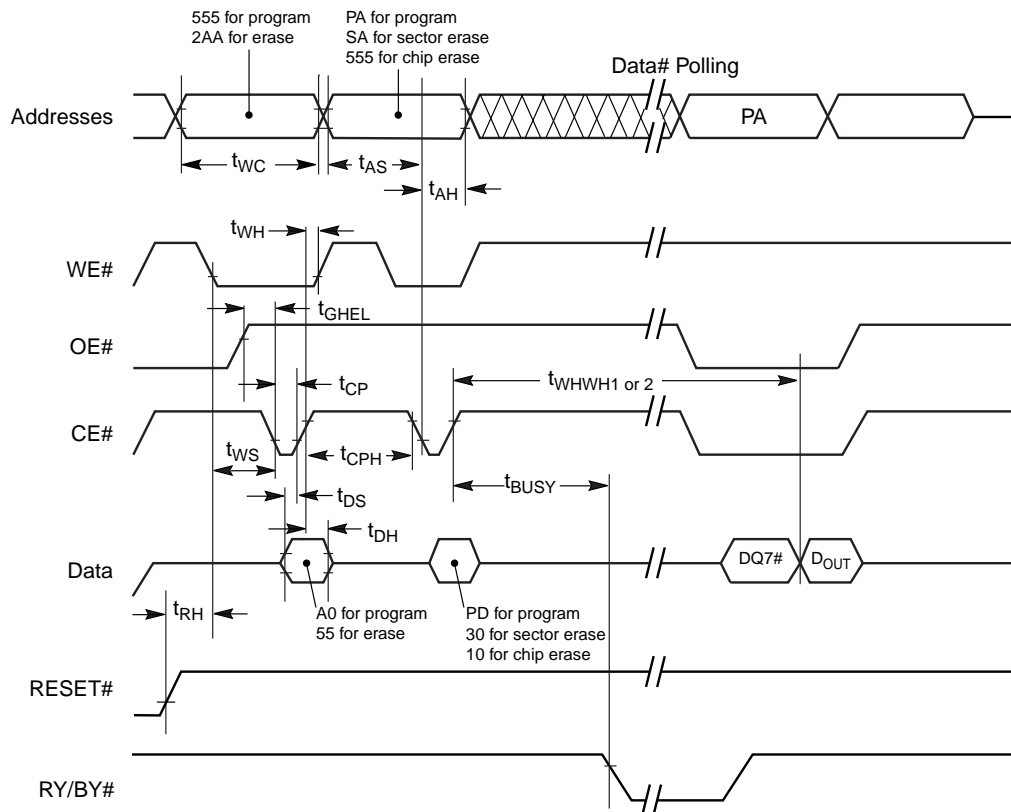 555 for program
2AA for erase
PA for program
SA for sector erase
555 for chip erase
Data# Polling
Addresses
PA
tWC
tAS
tAH
tWH
WE#
tGHEL
OE#
tWHWH1 or 2
tCP
CE#
tWS
tCPH
tBUSY
tDS
tDH
Data
DQ7#
DOUT
tRH
A0 for program
55 for erase
PD for program
30 for sector erase
10 for chip erase
RESET#
RY/BY#